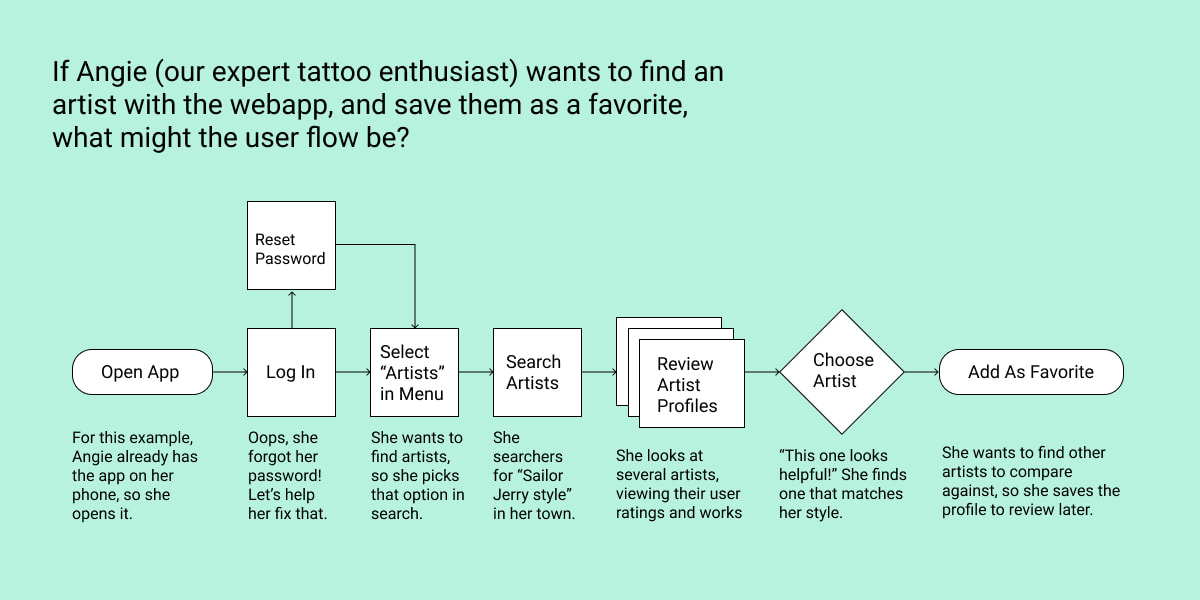 If Angie (our expert tattoo enthusiast) wants to find an
artist with the webapp, and save them as a favorite,
what might the user flow be?
Reset
Password
Open App
Log In
Select
“Artists”
in Menu
Search
Artists
Review
Artist
Profiles
Choose
Artist
Add As Favorite
For this example,
Angie already has
the app on her
phone, so she
opens it.
Oops, she
forgot her
password!
Let’s help
her fix that.
She wants to
find artists,
so she picks
that option in
search.
She
searchers
for “Sailor
Jerry style”
in her town.
She looks at
several artists,
viewing their user
ratings and works
“This one looks
helpful!” She finds
one that matches
her style.
She wants to find other
artists to compare
against, so she saves the
profile to review later.